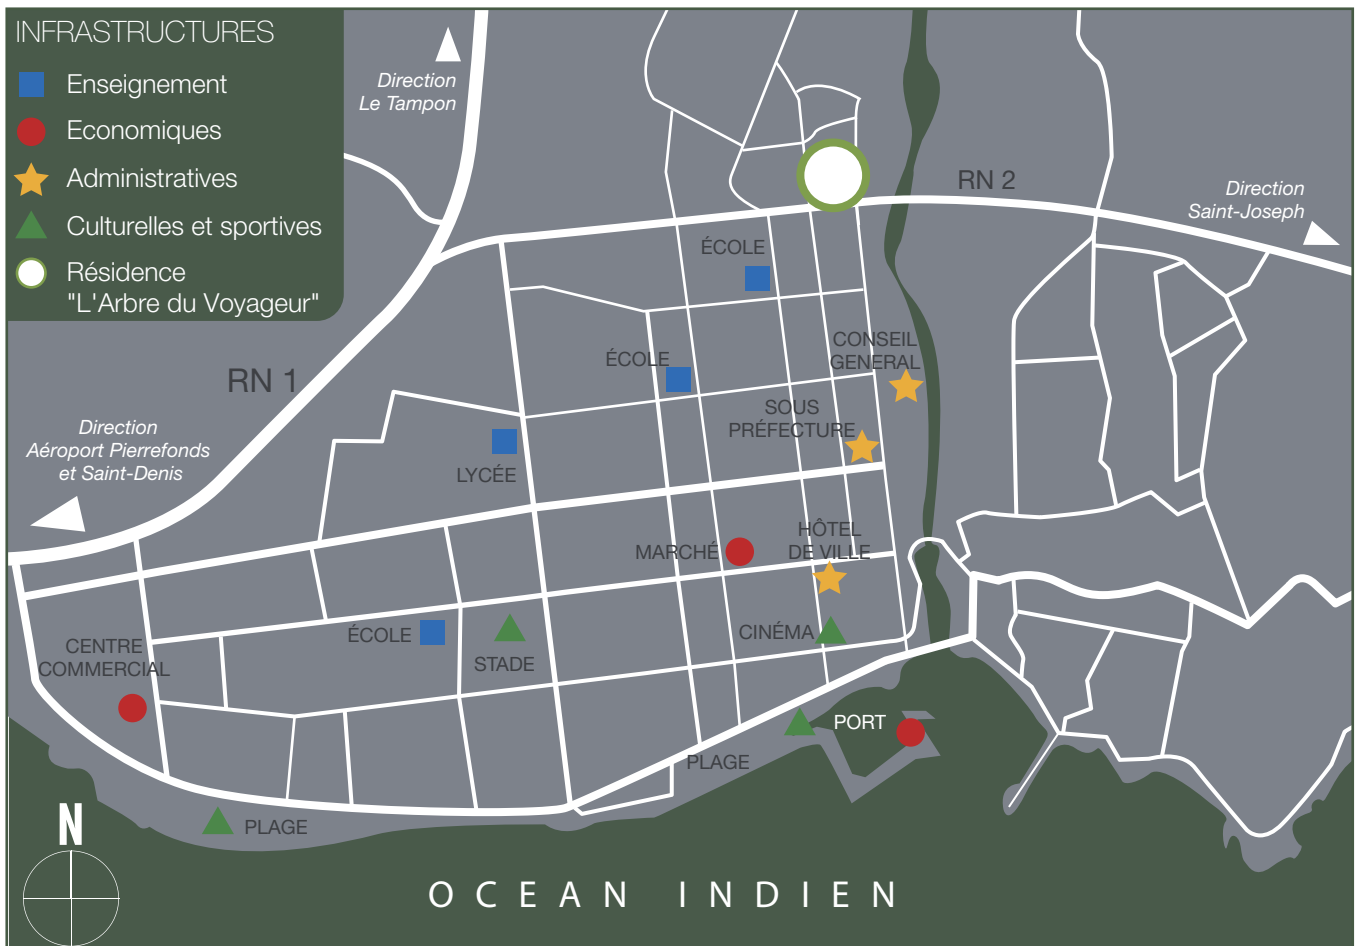 INFRASTRUCTURES
Enseignement
Economiques
Administratives
Culturelles et sportives
Résidence
"L'Arbre du Voyageur"
Direction
Le Tampon
RN 2
Direction
Saint-Joseph
ÉCOLE
CONSEIL
GENERAL
ÉCOLE
RN 1
SOUS
PRÉFECTURE
Direction
Aéroport Pierrefonds
et Saint-Denis
LYCÉE
HÔTEL
DE VILLE
MARCHÉ
ÉCOLE
CINÉMA
CENTRE
COMMERCIAL
STADE
PORT
PLAGE
N
PLAGE
OCEAN INDIEN